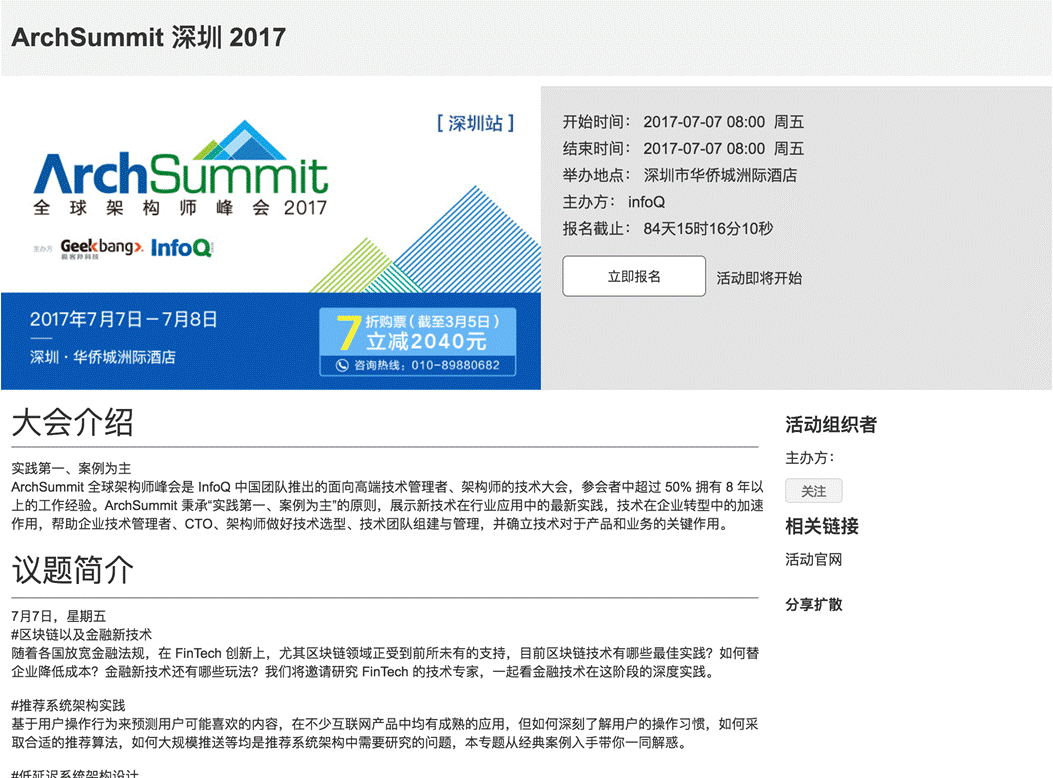 ArchSummit 深圳 2017
[ 深圳站 ]
ArchSummit
全球架构师峰会2017
主办方 Geekbang>. InfoQ
极客邦科技
2017年7月7日－7月8日
深圳 · 华侨城洲际酒店
7折购票（截至3月5日）
立减2040元
咨询热线：010-89880682
开始时间： 2017-07-07 08:00 周五
结束时间： 2017-07-07 08:00 周五
举办地点： 深圳市华侨城洲际酒店
主办方： infoQ
报名截止： 84天15时16分10秒
立即报名 活动即将开始
大会介绍
实践第一、案例为主
ArchSummit 全球架构师峰会是 InfoQ 中国团队推出的面向高端技术管理者、架构师的技术大会，参会者中超过 50% 拥有 8 年以
上的工作经验。ArchSummit 秉承“实践第一、案例为主”的原则，展示新技术在行业应用中的最新实践，技术在企业转型中的加速
作用，帮助企业技术管理者、CTO、架构师做好技术选型、技术团队组建与管理，并确立技术对于产品和业务的关键作用。
议题简介
7月7日，星期五
#区块链以及金融新技术
随着各国放宽金融法规，在 FinTech 创新上，尤其区块链领域正受到前所未有的支持，目前区块链技术有哪些最佳实践？如何替
企业降低成本？金融新技术还有哪些玩法？我们将邀请研究 FinTech 的技术专家，一起看金融技术在这阶段的深度实践。
#推荐系统架构实践
基于用户操作行为来预测用户可能喜欢的内容，在不少互联网产品中均有成熟的应用，但如何深刻了解用户的操作习惯，如何采
取合适的推荐算法，如何大规模推送等均是推荐系统架构中需要研究的问题，本专题从经典案例入手带你一同解惑。
#低延迟系统架构设计
活动组织者
主办方：
关注
相关链接
活动官网
分享扩散